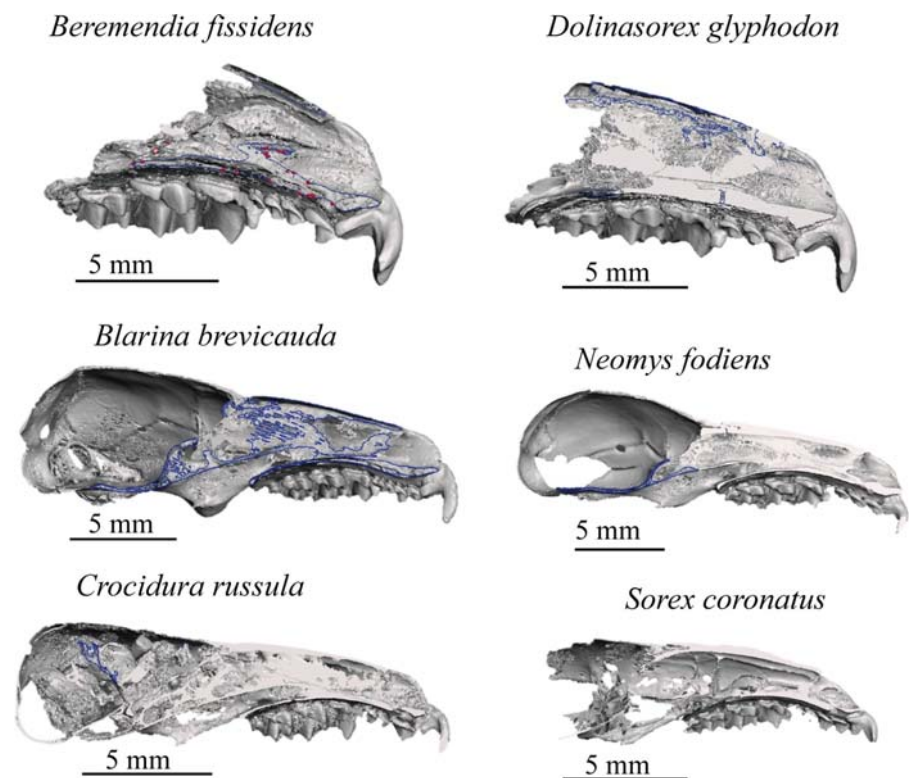 Beremendia fissidens
Dolinasorex glyphodon
5 mm
5 mm
Blarina brevicauda
Neomys fodiens
5 mm
5 mm
Crocidura russula
Sorex coronatus
5 mm
5 mm